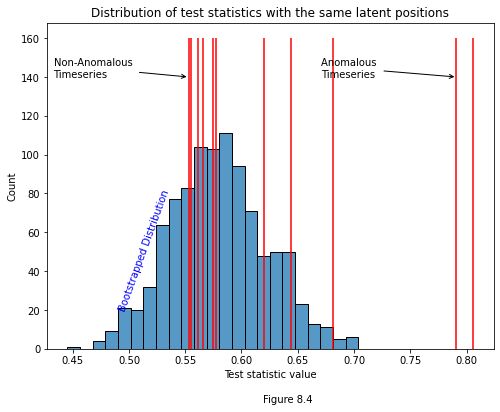 Distribution of test statistics with the same latent positions
160
140
120
100
80
60
40
20
0
Count
Non-Anomalous
Timeseries
Anomalous
Timeseries
Bootstrapped Distribution
0.45 0.50 0.55 0.60 0.65 0.70 0.75 0.80
Test statistic value
Figure 8.4